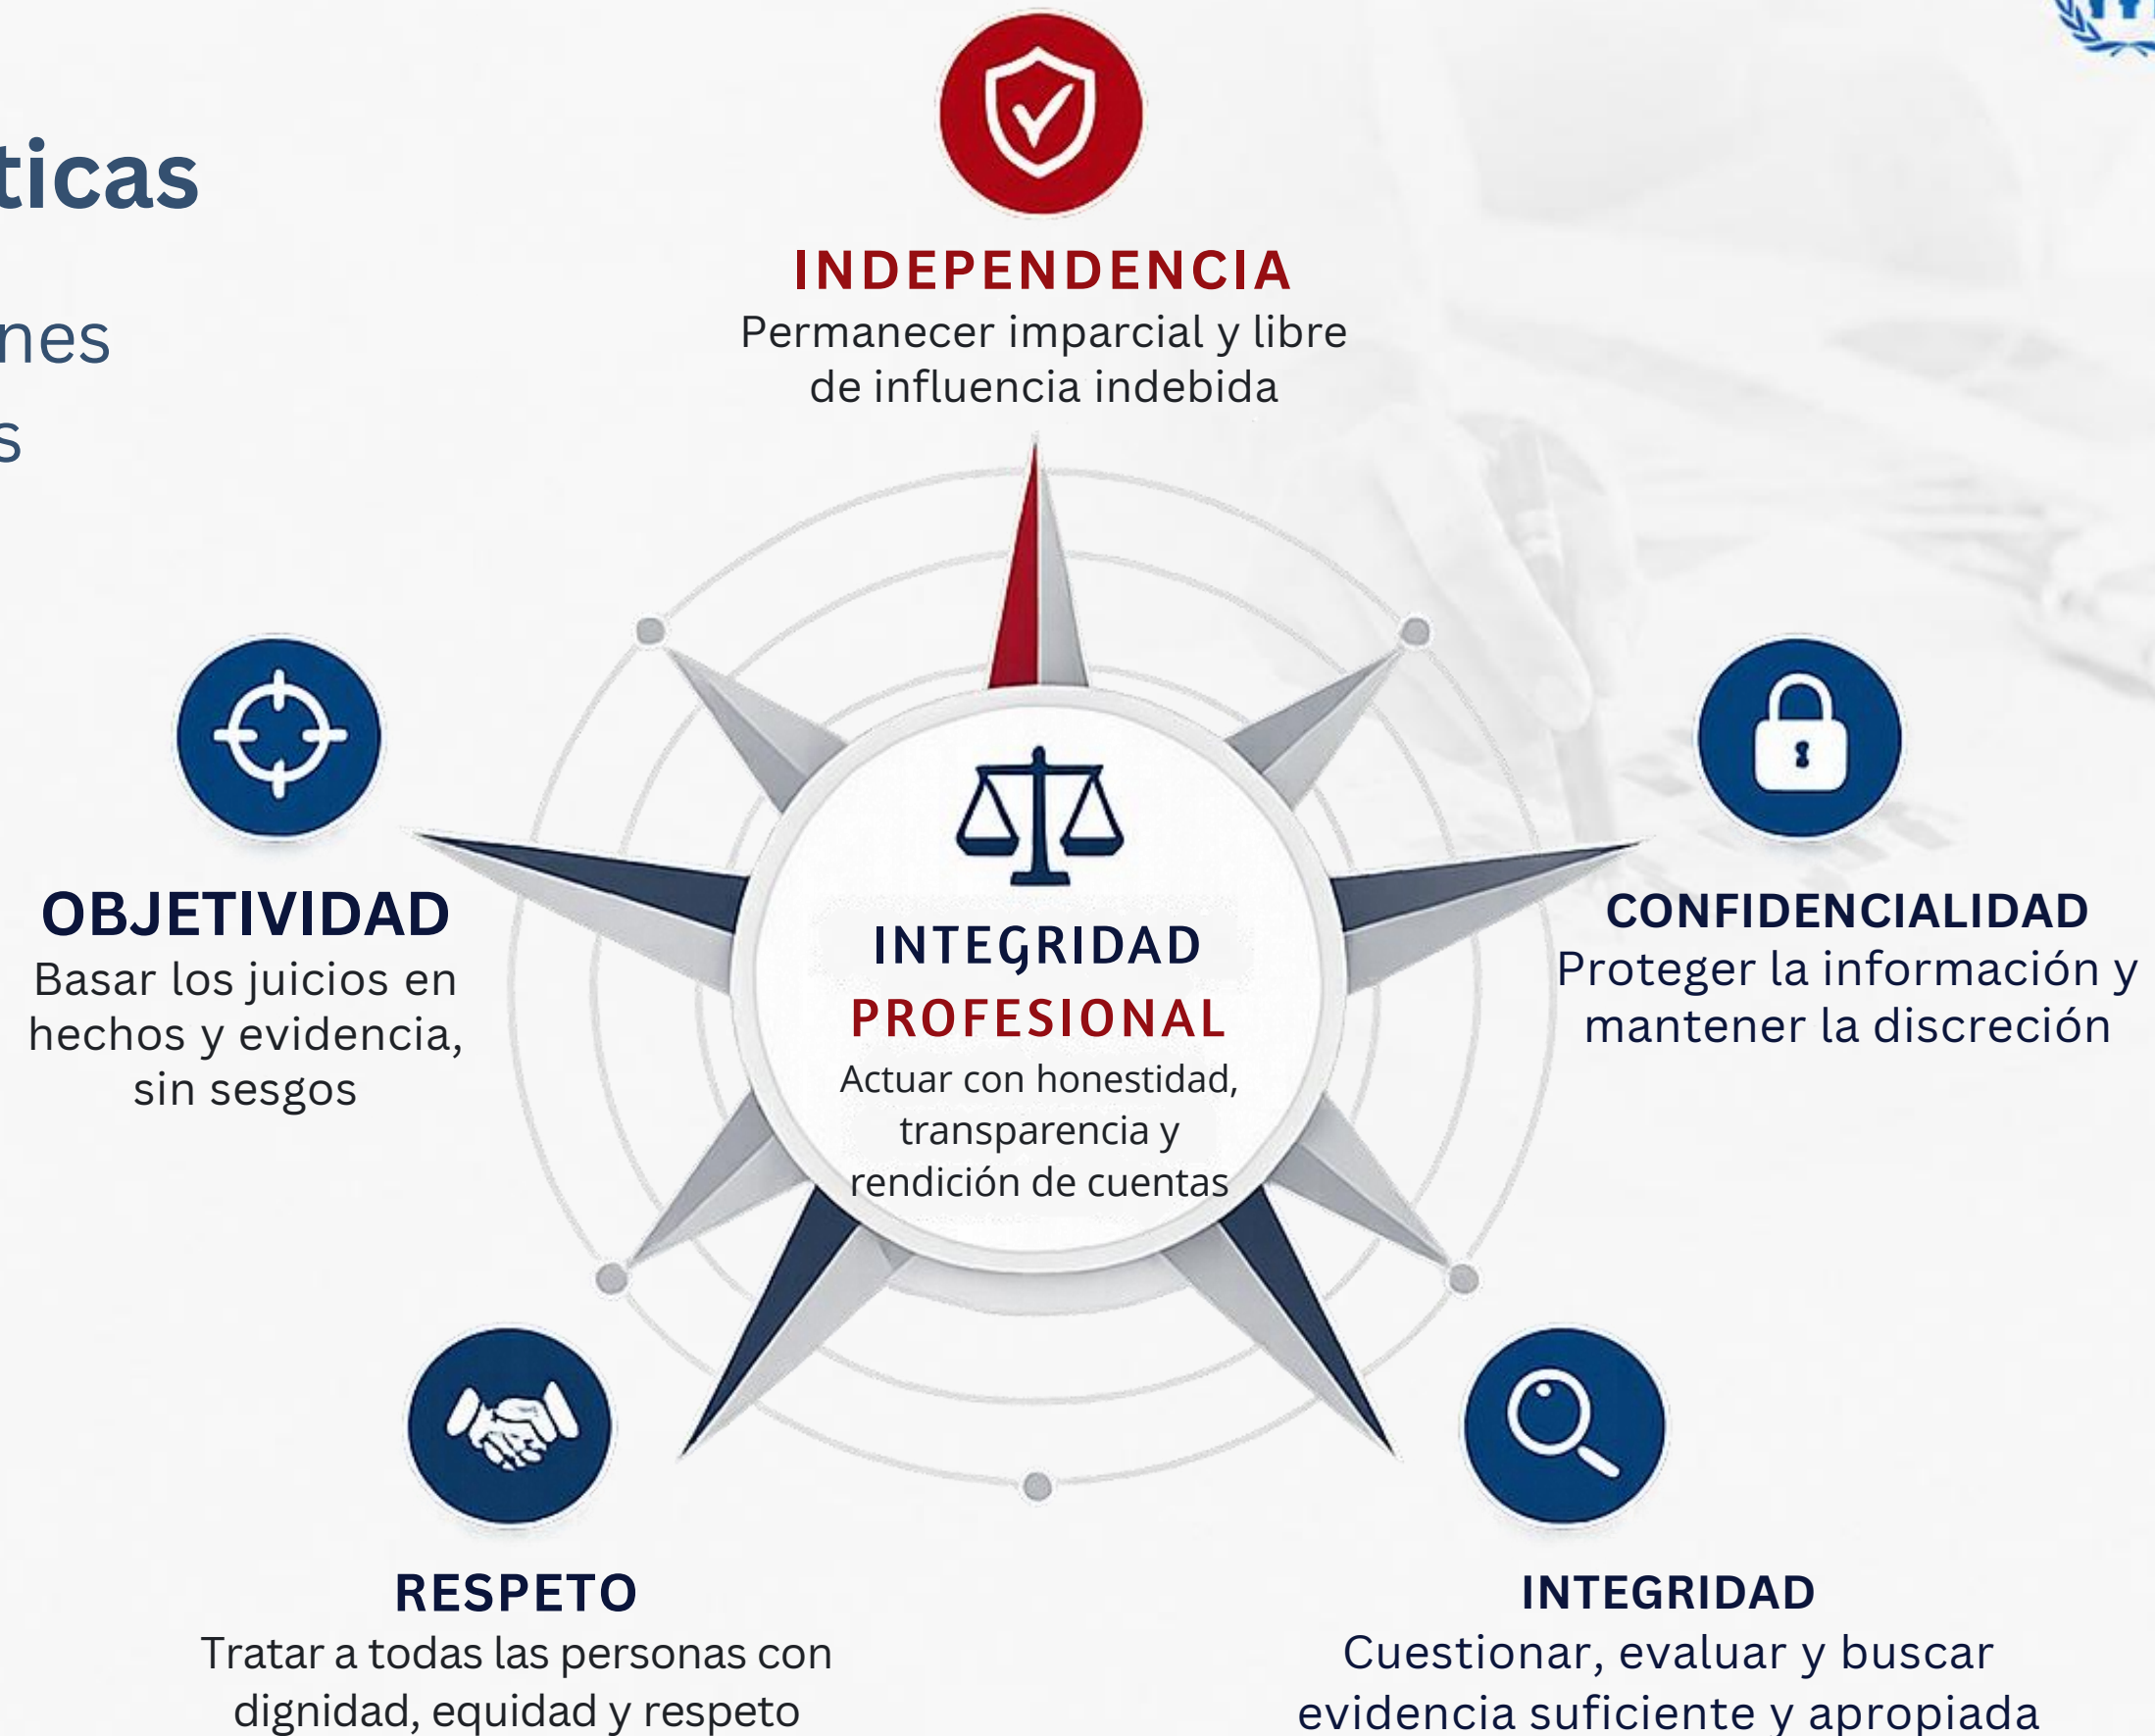 ticas
nes
s
INDEPENDENCIA
Permanecer imparcial y libre
de influencia indebida
OBJETIVIDAD
Basar los juicios en
hechos y evidencia,
sin sesgos
INTEGRIDAD
PROFESIONAL
Actuar con honestidad,
transparencia y
rendición de cuentas
CONFIDENCIALIDAD
Proteger la información y
mantener la discreción
RESPETO
Tratar a todas las personas con
dignidad, equidad y respeto
INTEGRIDAD
Cuestionar, evaluar y buscar
evidencia suficiente y apropiada